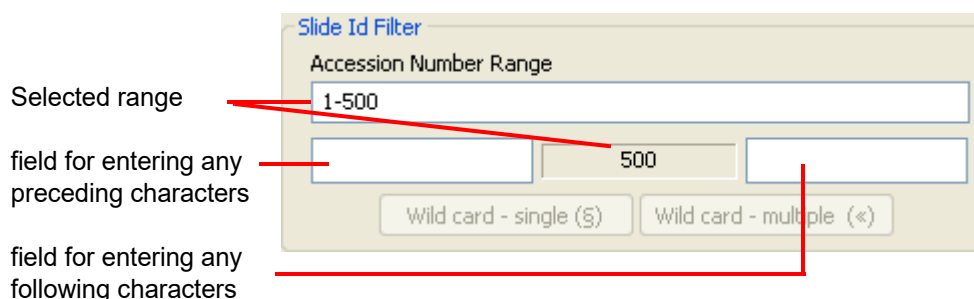 Slide Id Filter
Accession Number Range
Selected range
1-500
field for entering any
preceding characters
500
Wild card - single (§)
Wild card - multiple («)
field for entering any
following characters